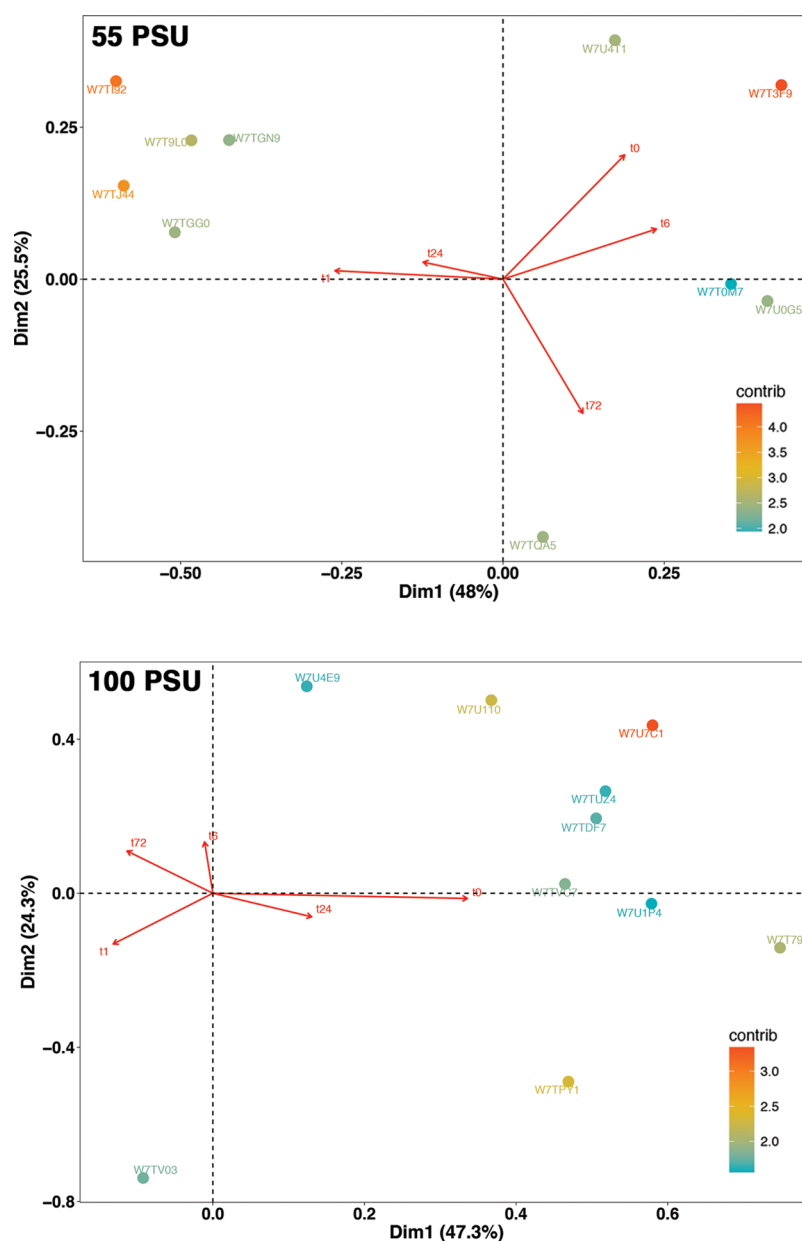 55 PSU
W7U4T1
W7TI92
W7T3F9
0.25
W7T9L0
W7TGN9
t0
W7TJ44
W7TGG0
t6
t24
t1
0.00
W7T0M7
W7U0G5
Dim2 (25.5%)
contrib
t72
4.0
−0.25
3.5
3.0
2.5
2.0
W7TQA5
−0.50
−0.25
0.00
0.25
Dim1 (48%)
100 PSU
W7U4E9
W7U110
W7U7C1
0.4
W7TUZ4
W7TDF7
t6
t72
0.0
W7TVC7
t0
t24
W7U1P4
W7T79
t1
Dim2 (24.3%)
contrib
−0.4
3.0
W7TPY1
2.5
2.0
W7TV03
−0.8
0.0
0.2
0.4
0.6
Dim1 (47.3%)